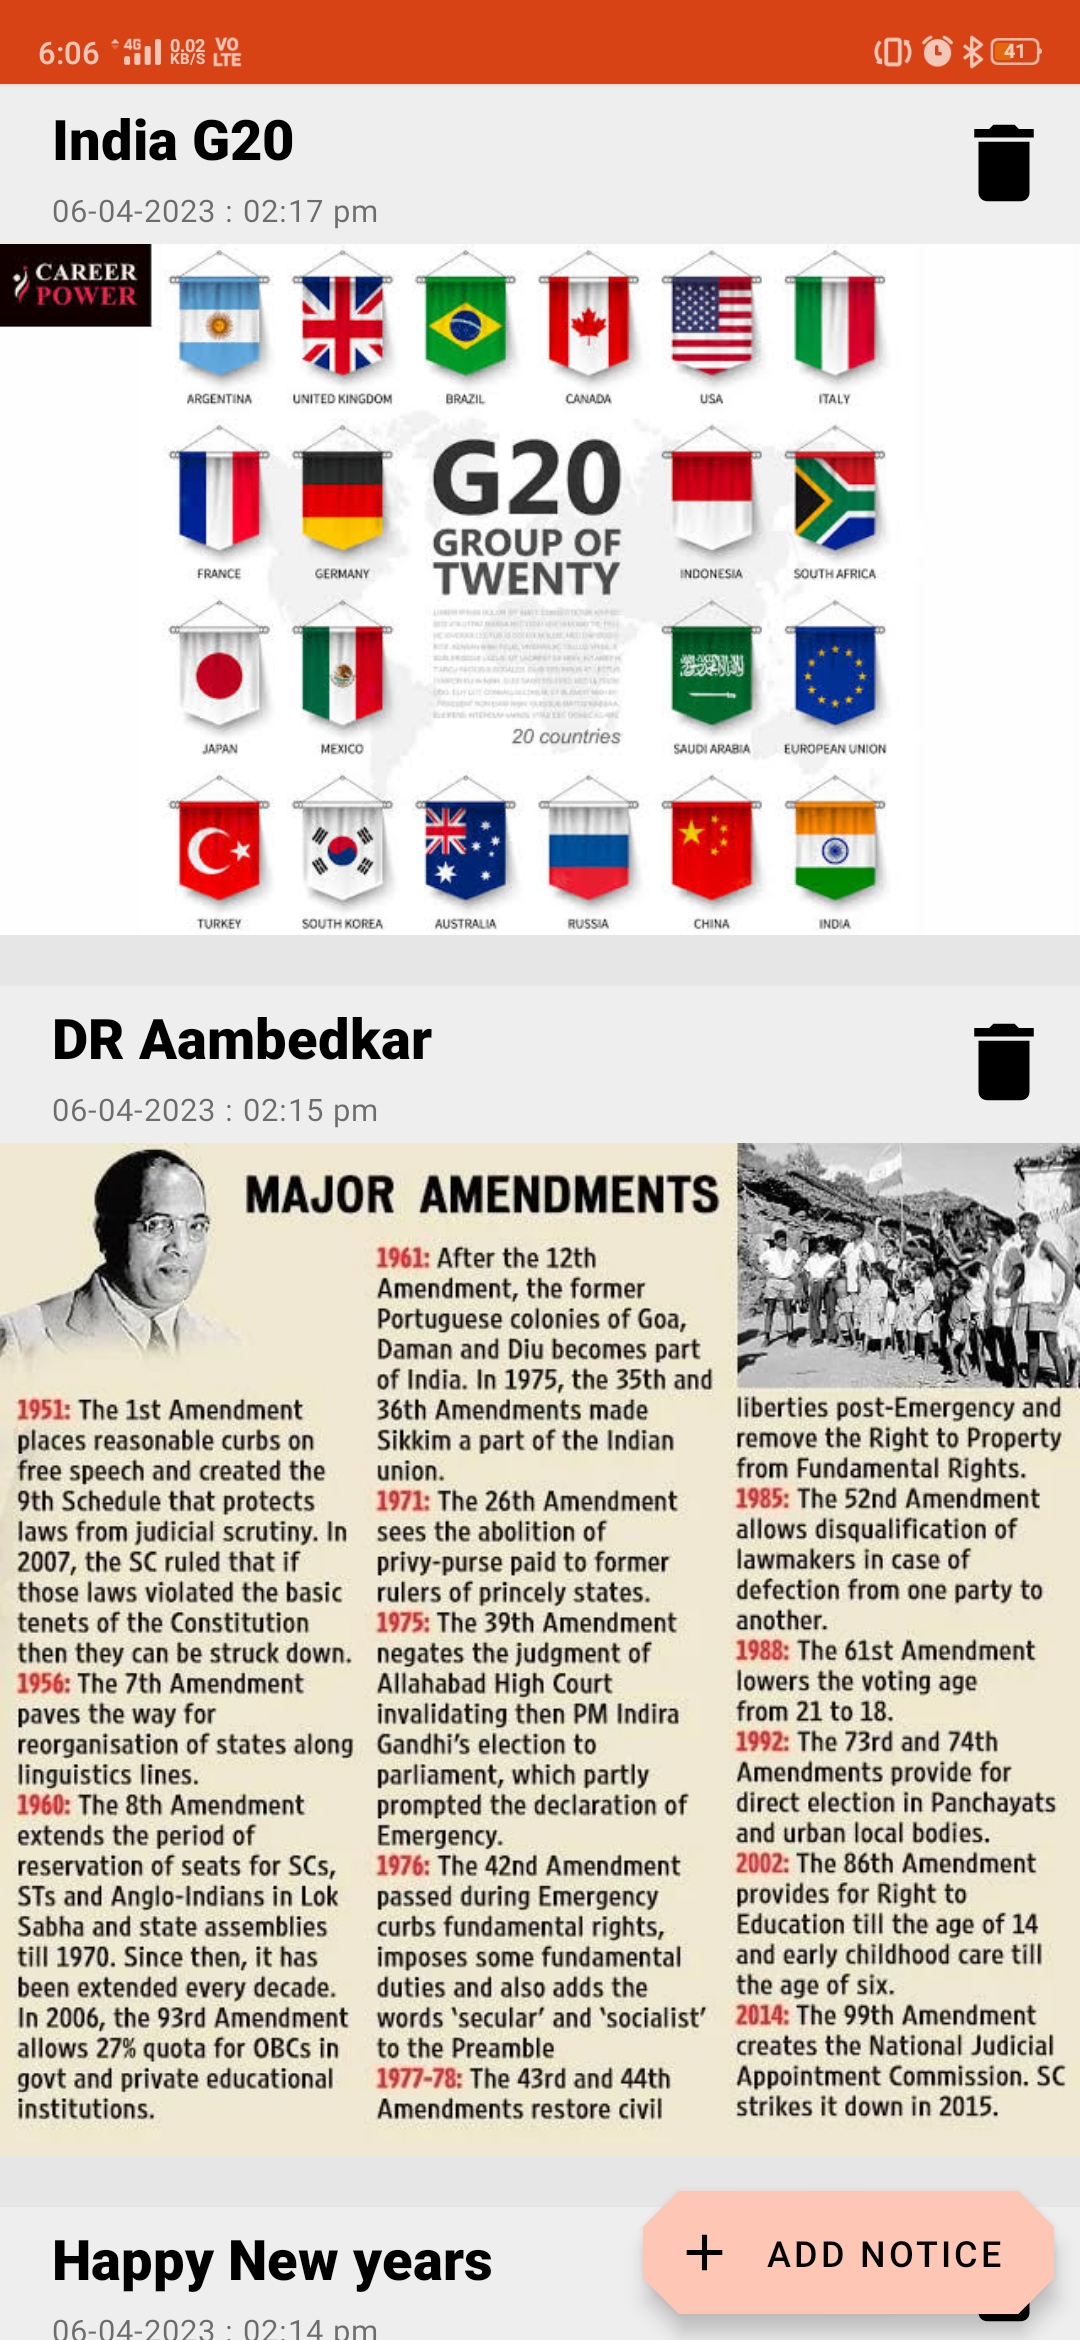 6:06 4G 0.02 KB/S VO LTE 41
India G20
06-04-2023 : 02:17 pm
CAREER
POWER
ARGENTINA UNITED KINGDOM BRAZIL CANADA USA ITALY
G20
GROUP OF
TWENTY
FRANCE GERMANY INDONESIA SOUTH AFRICA
20 countries
JAPAN MEXICO SAUDI ARABIA EUROPEAN UNION
TURKEY SOUTH KOREA AUSTRALIA RUSSIA CHINA INDIA
DR Aambedkar
06-04-2023 : 02:15 pm
MAJOR AMENDMENTS
1951: The 1st Amendment
places reasonable curbs on
free speech and created the
9th Schedule that protects
laws from judicial scrutiny. In
2007, the SC ruled that if
those laws violated the basic
tenets of the Constitution
then they can be struck down.
1956: The 7th Amendment
paves the way for
reorganisation of states along
linguistics lines.
1960: The 8th Amendment
extends the period of
reservation of seats for SCs,
STs and Anglo-Indians in Lok
Sabha and state assemblies
till 1970. Since then, it has
been extended every decade.
In 2006, the 93rd Amendment
allows 27% quota for OBCs in
govt and private educational
institutions.
1961: After the 12th
Amendment, the former
Portuguese colonies of Goa,
Daman and Diu becomes part
of India. In 1975, the 35th and
36th Amendments made
Sikkim a part of the Indian
union.
1971: The 26th Amendment
sees the abolition of
privy-purse paid to former
rulers of princely states.
1975: The 39th Amendment
negates the judgment of
Allahabad High Court
invalidating then PM Indira
Gandhi's election to
parliament, which partly
prompted the declaration of
Emergency.
1976: The 42nd Amendment
passed during Emergency
curbs fundamental rights,
imposes some fundamental
duties and also adds the
words 'secular' and 'socialist'
to the Preamble
1977-78: The 43rd and 44th
Amendments restore civil
liberties post-Emergency and
remove the Right to Property
from Fundamental Rights.
1985: The 52nd Amendment
allows disqualification of
lawmakers in case of
defection from one party to
another.
1988: The 61st Amendment
lowers the voting age
from 21 to 18.
1992: The 73rd and 74th
Amendments provide for
direct election in Panchayats
and urban local bodies.
2002: The 86th Amendment
provides for Right to
Education till the age of 14
and early childhood care till
the age of six.
2014: The 99th Amendment
creates the National Judicial
Appointment Commission. SC
strikes it down in 2015.
Happy New years
06-04-2023 : 02:14 pm
ADD NOTICE